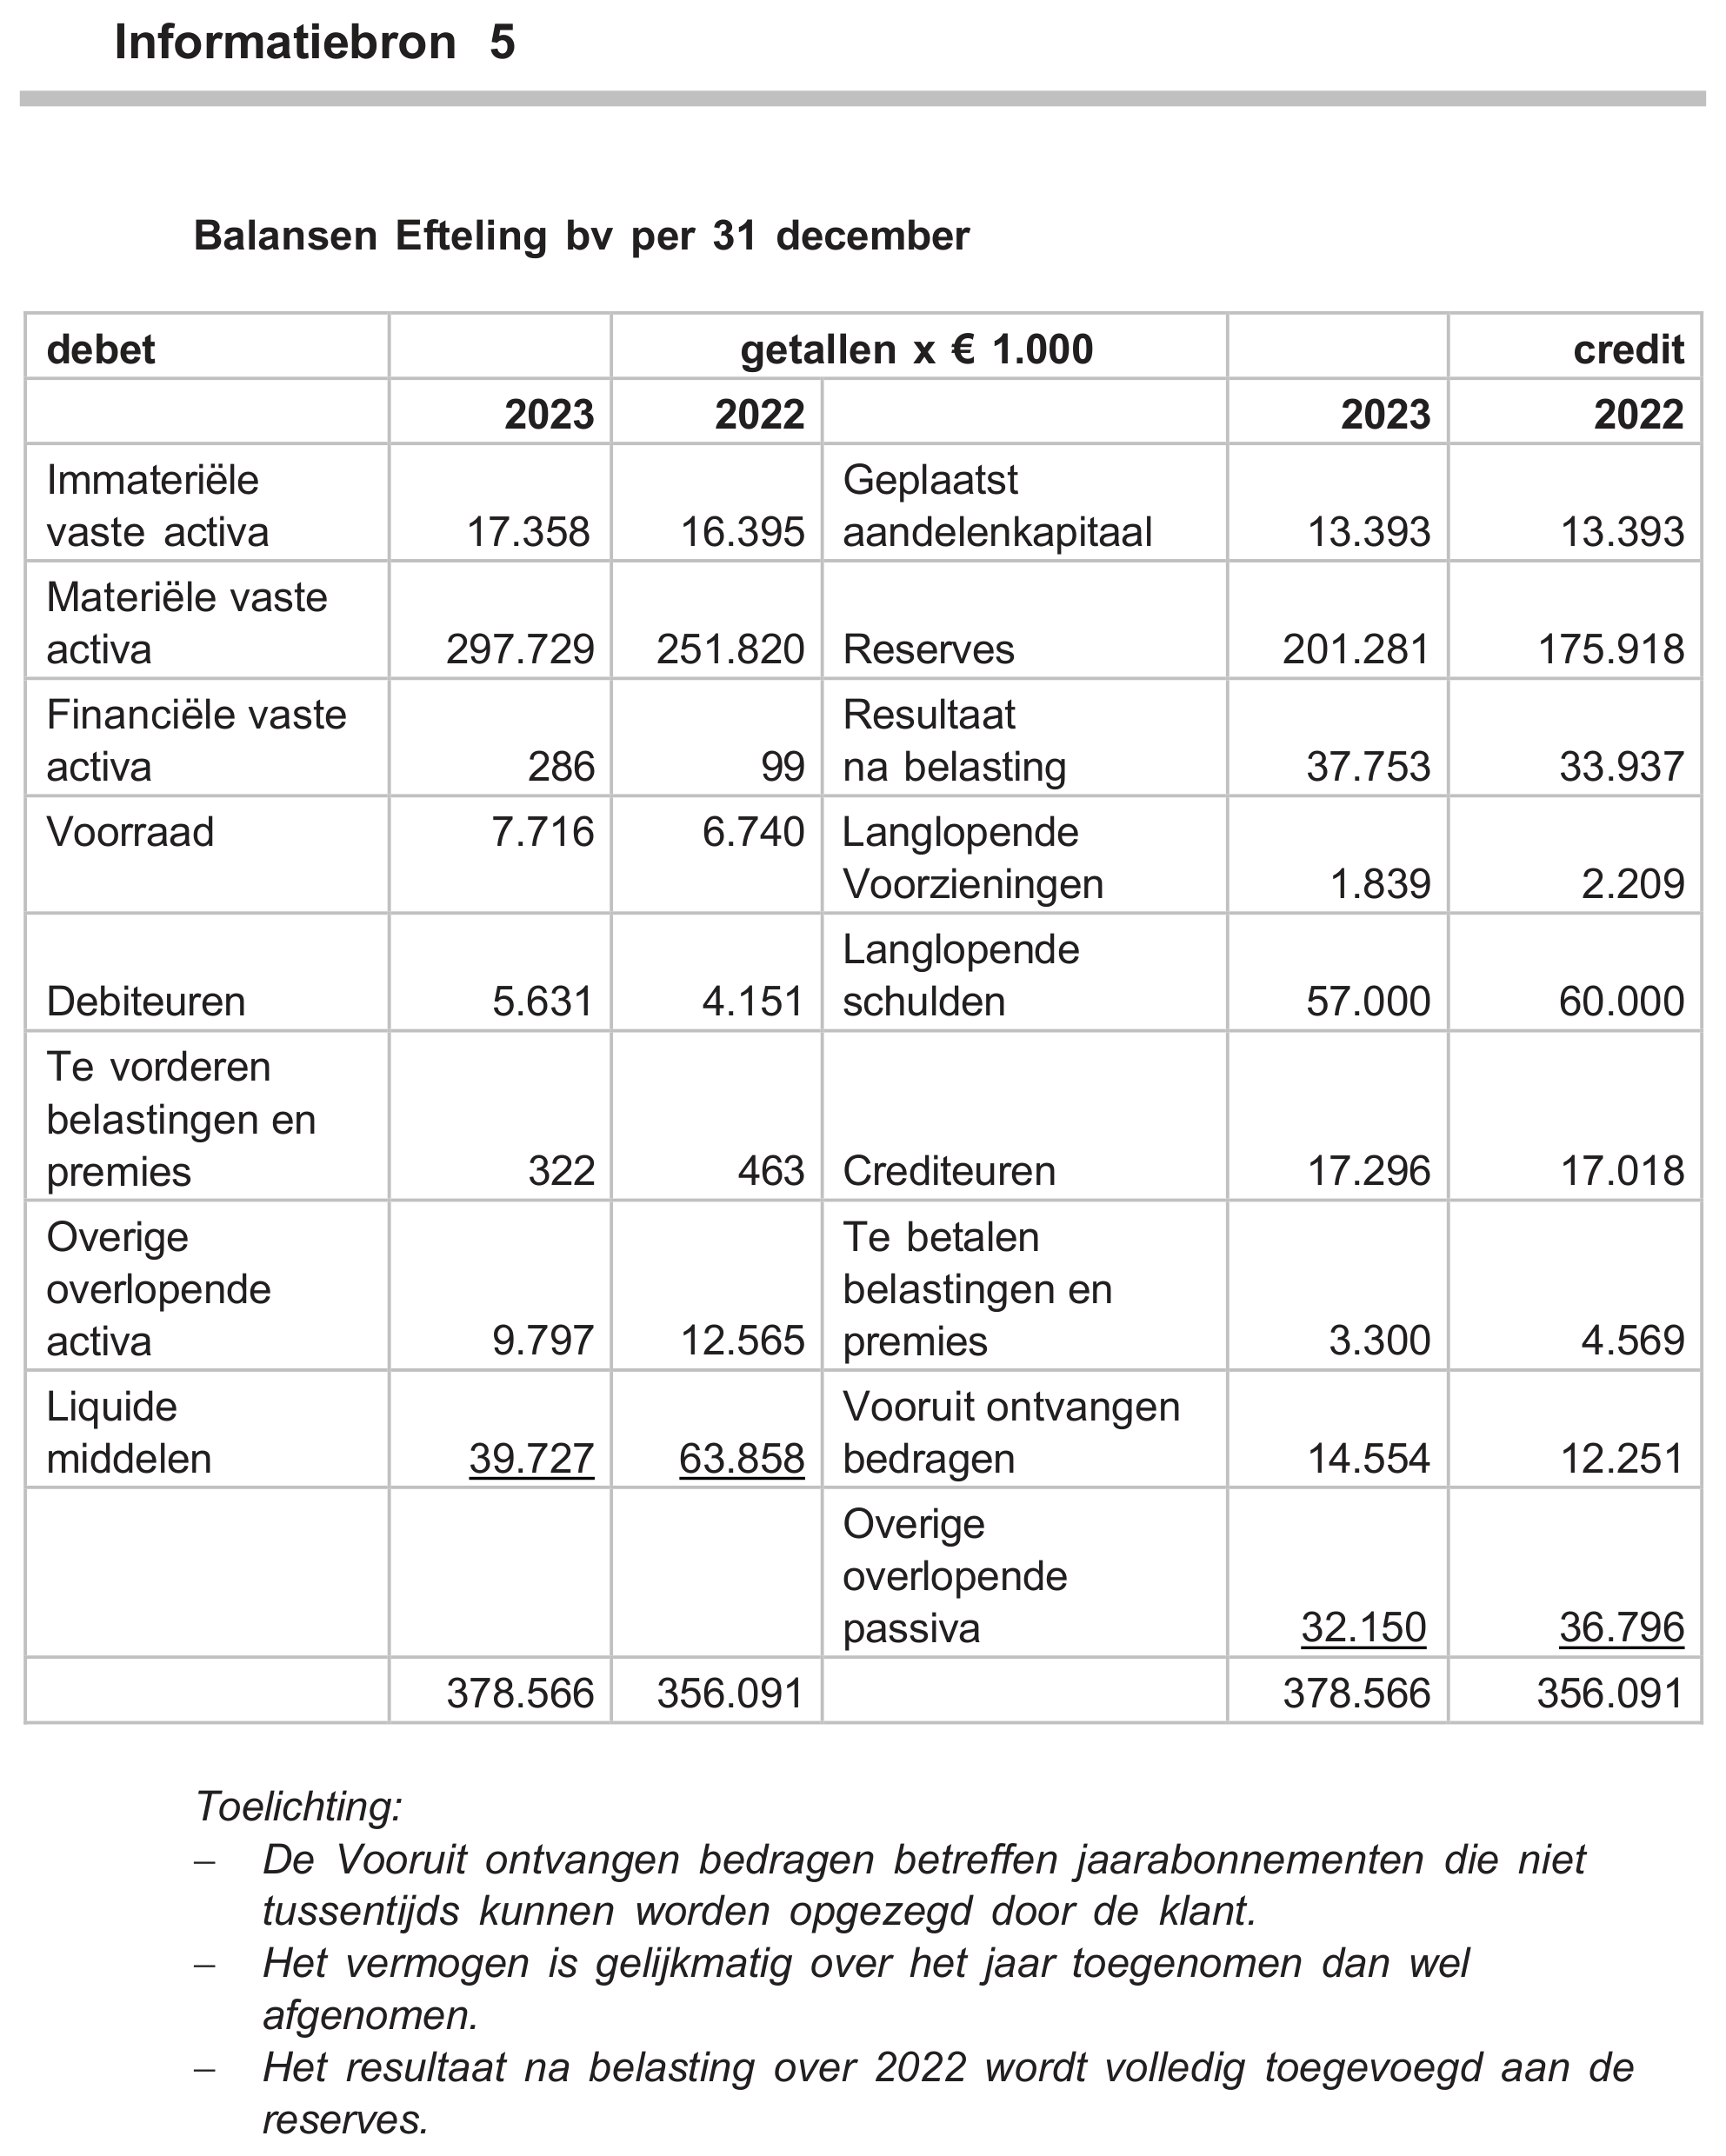 Informatiebron 5
Balansen Efteling bv per 31 december
debet getallen x € 1.000 credit
2023 2022 2023 2022
Immateriële Geplaatst
vaste activa 17.358 16.395 aandelenkapitaal 13.393 13.393
Materiële vaste
activa 297.729 251.820 Reserves 201.281 175.918
Financiële vaste Resultaat
activa 286 99 na belasting 37.753 33.937
Voorraad 7.716 6.740 Langlopende
Voorzieningen 1.839 2.209
Langlopende
Debiteuren 5.631 4.151 schulden 57.000 60.000
Te vorderen
belastingen en
premies 322 463 Crediteuren 17.296 17.018
Overige Te betalen
overlopende belastingen en
activa 9.797 12.565 premies 3.300 4.569
Liquide Vooruit ontvangen
middelen 39.727 63.858 bedragen 14.554 12.251
Overige
overlopende
passiva 32.150 36.796
378.566 356.091 378.566 356.091
Toelichting:
– De Vooruit ontvangen bedragen betreffen jaarabonnementen die niet
tussentijds kunnen worden opgezegd door de klant.
– Het vermogen is gelijkmatig over het jaar toegenomen dan wel
afgenomen.
– Het resultaat na belasting over 2022 wordt volledig toegevoegd aan de
reserves.